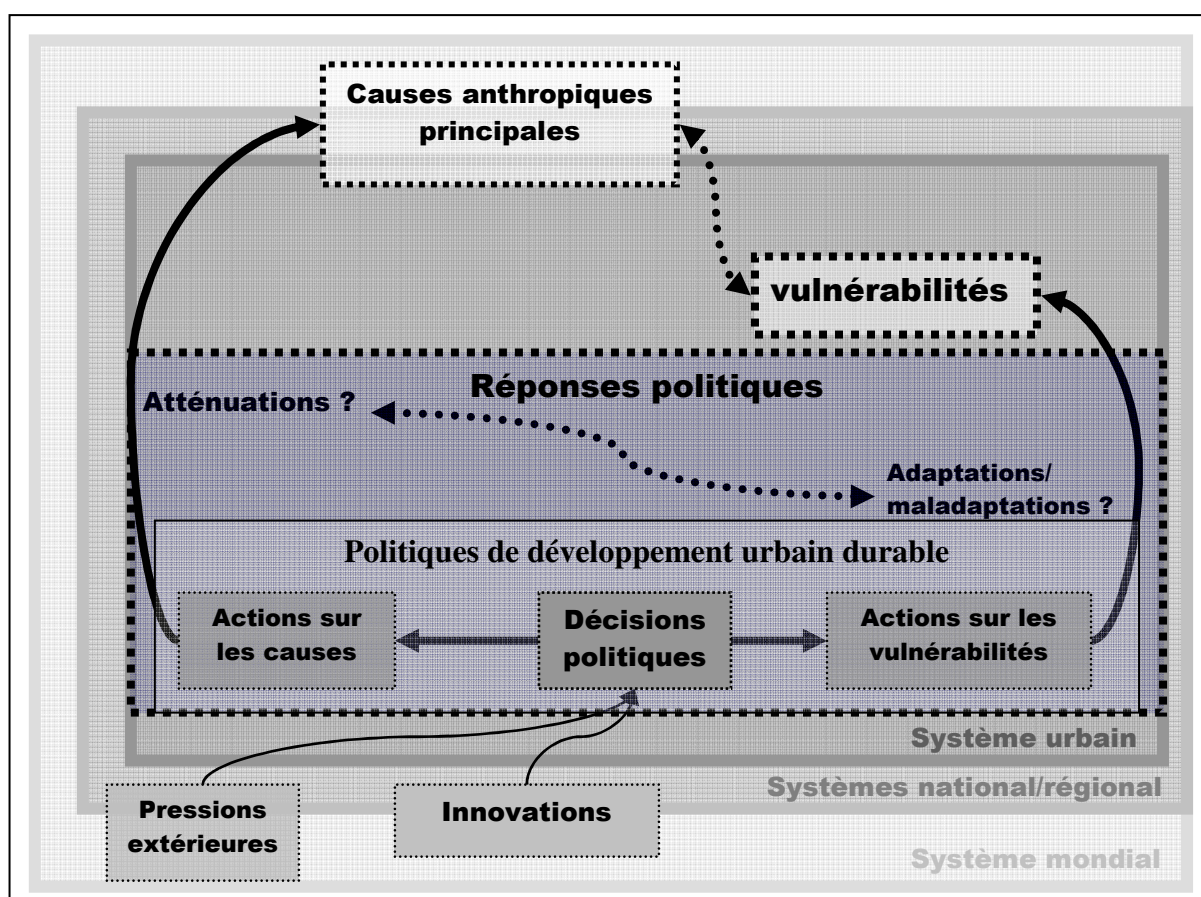 Causes anthropiques
principales
vulnérabilités
Réponses politiques
Atténuations ?
Adaptations/
maladaptations ?
Politiques de développement urbain durable
Actions sur
les causes
Décisions
politiques
Actions sur les
vulnérabilités
Système urbain
Systèmes national/régional
Pressions
extérieures
Innovations
Système mondial